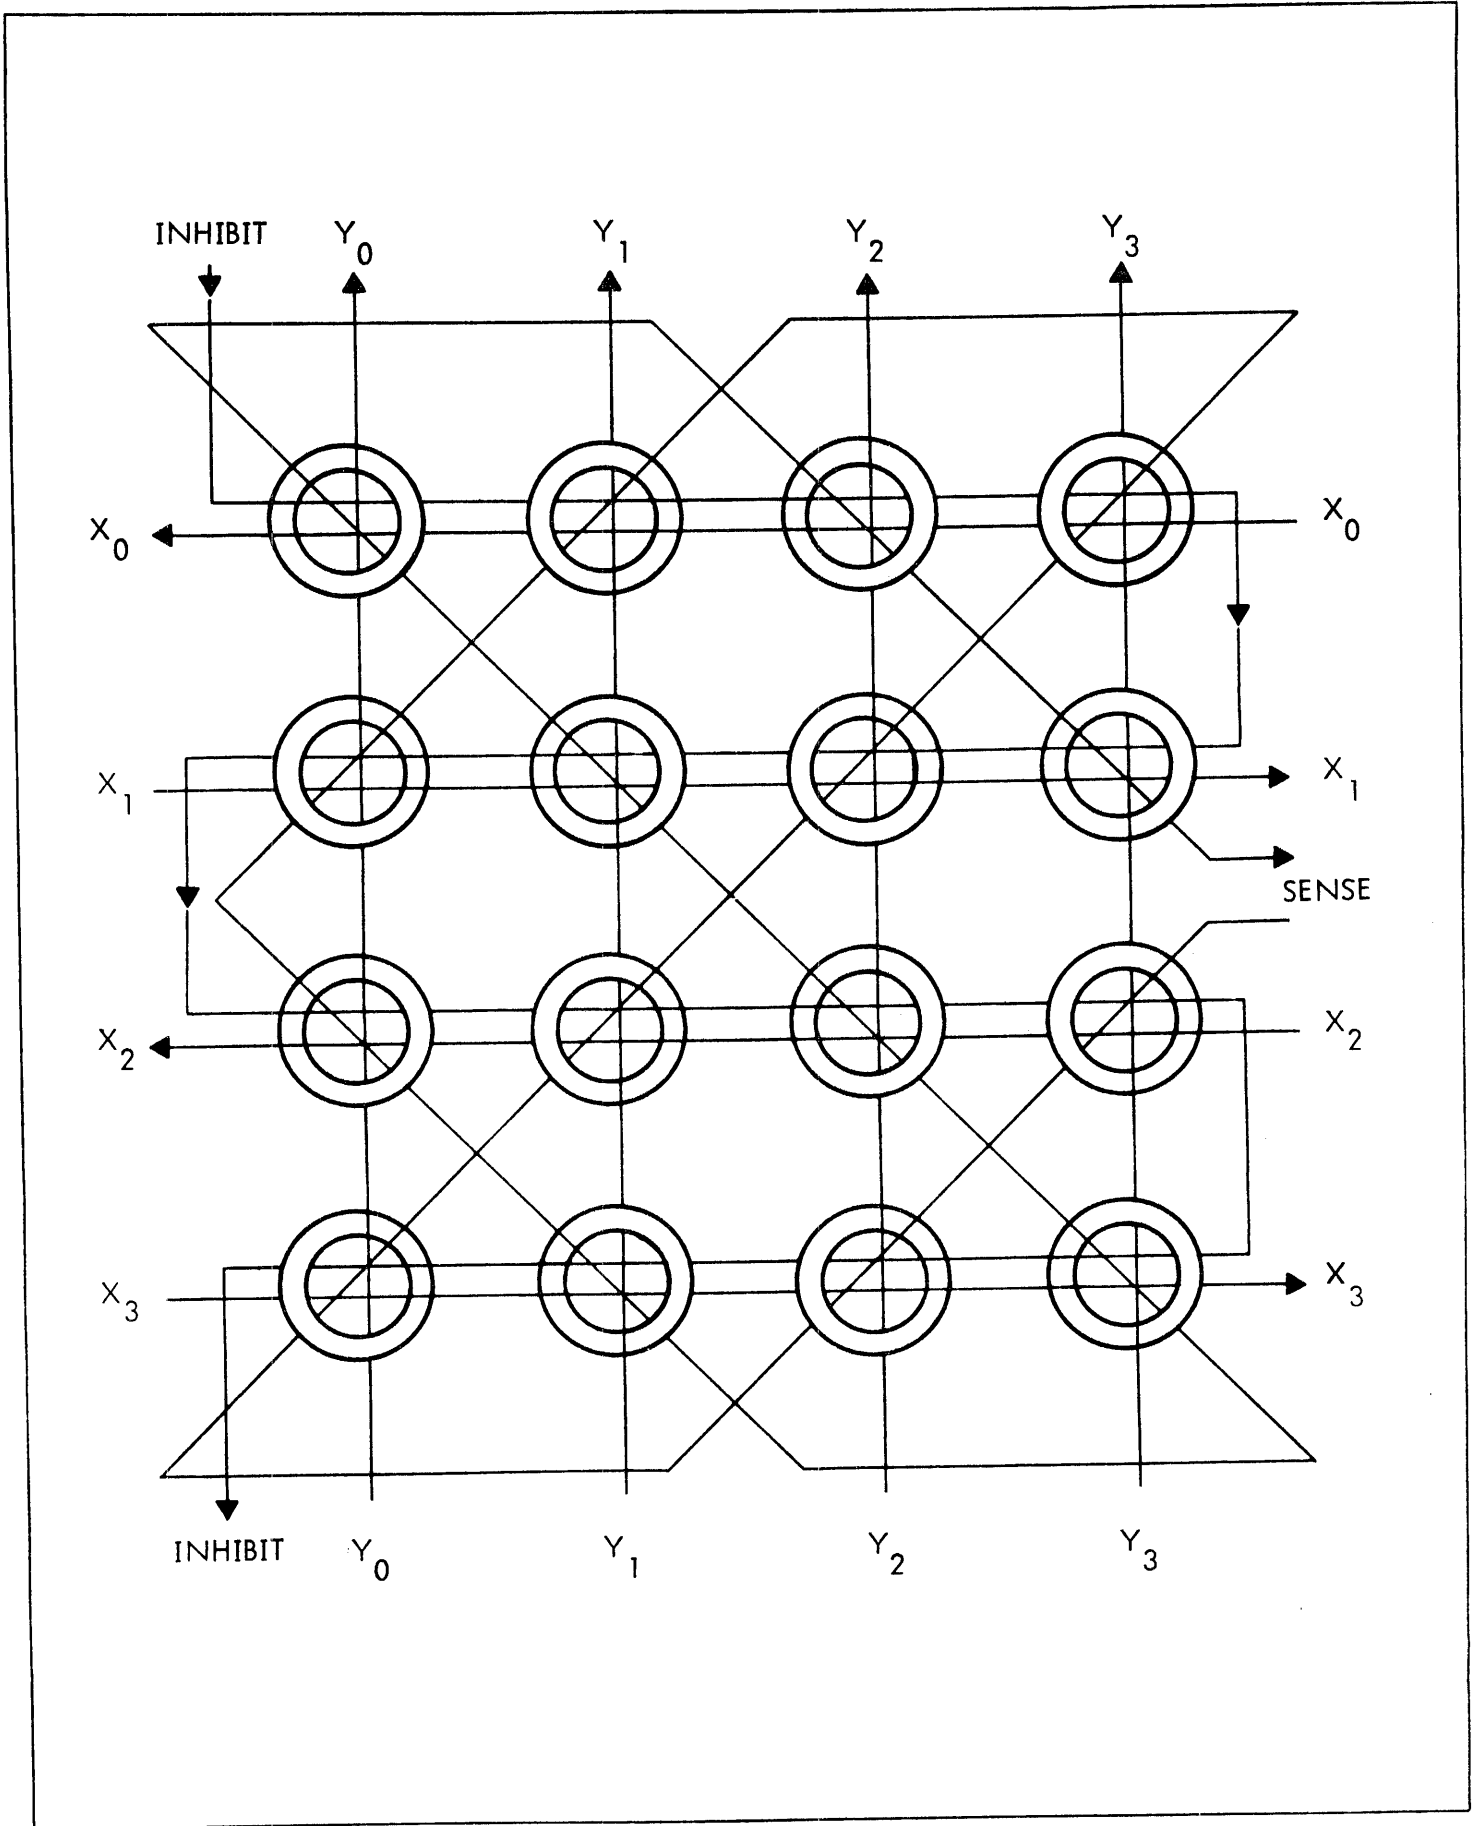 INHIBIT Y0 Y1 Y2 Y3
X0 X0
X1 X1
SENSE
X2 X2
X3 X3
INHIBIT Y0 Y1 Y2 Y3